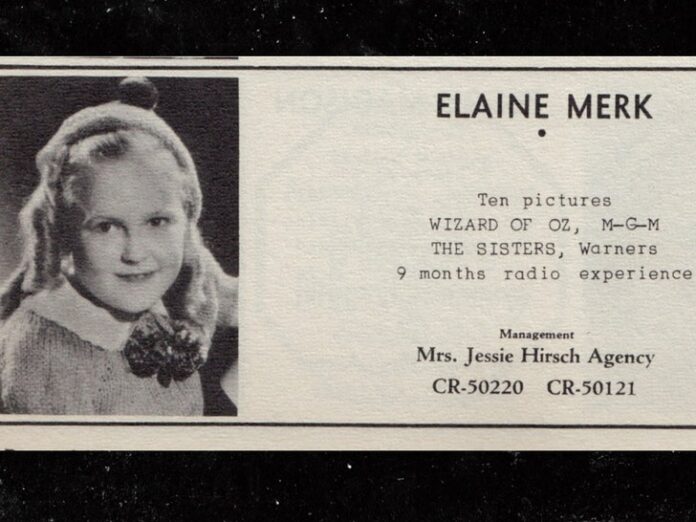 ELAINE MERK
•
Ten pictures
WIZARD OF OZ, M-G-M
THE SISTERS, Warners
9 months radio experience
Management
Mrs. Jessie Hirsch Agency
CR-50220 CR-50121